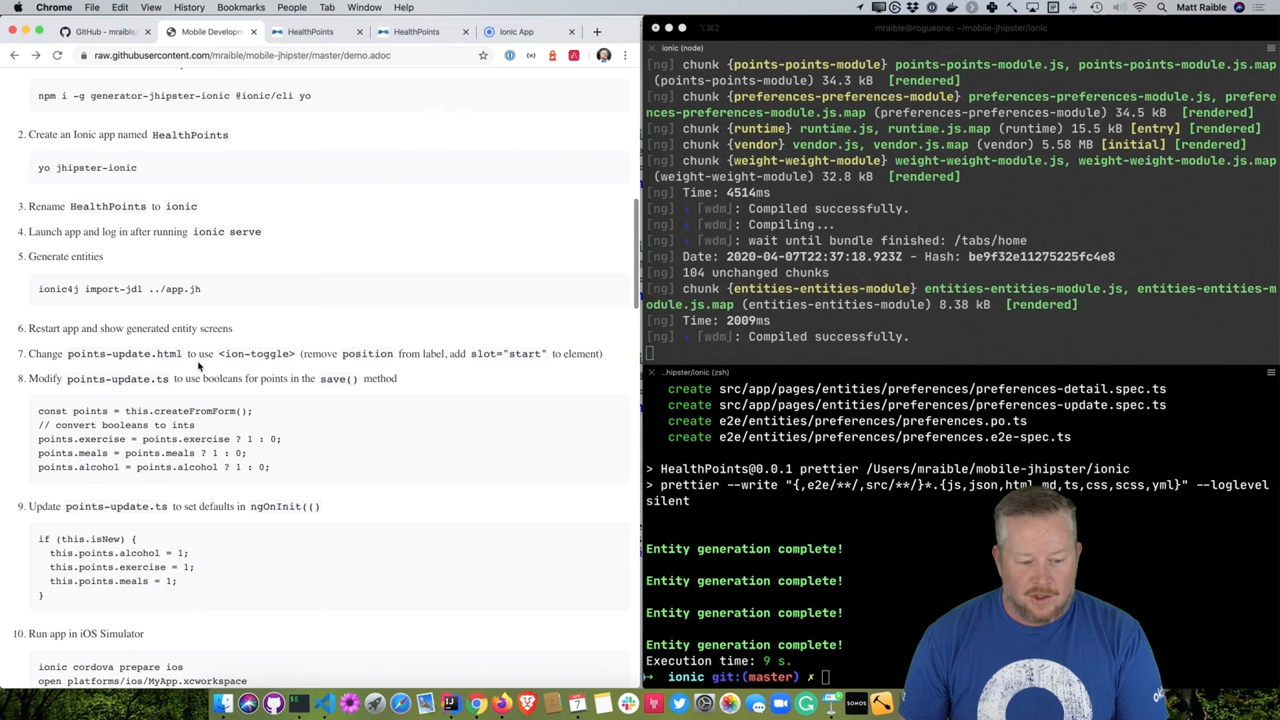 Chrome File Edit View History Bookmarks People Tab Window Help
Matt Raible
GitHub - mraible/
Mobile Development
HealthPoints
HealthPoints
Ionic App
raw.githubusercontent.com/mraible/mobile-jhipster/master/demo.adoc
npm i -g generator-jhipster-ionic @ionic/cli yo
2. Create an Ionic app named HealthPoints
yo jhipster-ionic
3. Rename HealthPoints to ionic
4. Launch app and log in after running ionic serve
5. Generate entities
ionic4j import-jdl ../app.jh
6. Restart app and show generated entity screens
7. Change points-update.html to use <ion-toggle> (remove position from label, add slot="start" to element)
8. Modify points-update.ts to use booleans for points in the save() method
const points = this.createFromForm();
// convert booleans to ints
points.exercise = points.exercise ? 1 : 0;
points.meals = points.meals ? 1 : 0;
points.alcohol = points.alcohol ? 1 : 0;
9. Update points-update.ts to set defaults in ngOnInit(()
if (this.isNew) {
this.points.alcohol = 1;
this.points.exercise = 1;
this.points.meals = 1;
}
10. Run app in iOS Simulator
ionic cordova prepare ios
open platforms/ios/MyApp.xcworkspace
⌥⌘2
mraible@rogueone: ~/mobile-jhipster/ionic
ionic (node)
[ng] chunk {points-points-module} points-points-module.js, points-points-module.js.map
(points-points-module) 34.3 kB [rendered]
[ng] chunk {preferences-preferences-module} preferences-preferences-module.js, prefere
nces-preferences-module.js.map (preferences-preferences-module) 34.5 kB [rendered]
[ng] chunk {runtime} runtime.js, runtime.js.map (runtime) 15.5 kB [entry] [rendered]
[ng] chunk {vendor} vendor.js, vendor.js.map (vendor) 5.58 MB [initial] [rendered]
[ng] chunk {weight-weight-module} weight-weight-module.js, weight-weight-module.js.map
(weight-weight-module) 32.8 kB [rendered]
[ng] Time: 4514ms
[ng] ℹ ｢wdm｣: Compiled successfully.
[ng] ℹ ｢wdm｣: Compiling...
[ng] ℹ ｢wdm｣: wait until bundle finished: /tabs/home
[ng] Date: 2020-04-07T22:37:18.923Z - Hash: be9f32e11275225fc4e8
[ng] 104 unchanged chunks
[ng] chunk {entities-entities-module} entities-entities-module.js, entities-entities-m
odule.js.map (entities-entities-module) 8.38 kB [rendered]
[ng] Time: 2009ms
[ng] ℹ ｢wdm｣: Compiled successfully.
..hipster/ionic (zsh)
create src/app/pages/entities/preferences/preferences-detail.spec.ts
create src/app/pages/entities/preferences/preferences-update.spec.ts
create e2e/entities/preferences/preferences.po.ts
create e2e/entities/preferences/preferences.e2e-spec.ts
> HealthPoints@0.0.1 prettier /Users/mraible/mobile-jhipster/ionic
> prettier --write "{,e2e/**/,src/**/}*.{js,json,html,md,ts,css,scss,yml}" --loglevel
silent
Entity generation complete!
Entity generation complete!
Entity generation complete!
Entity generation complete!
Execution time: 9 s.
→ ionic git:(master) ✗
7
SONOS